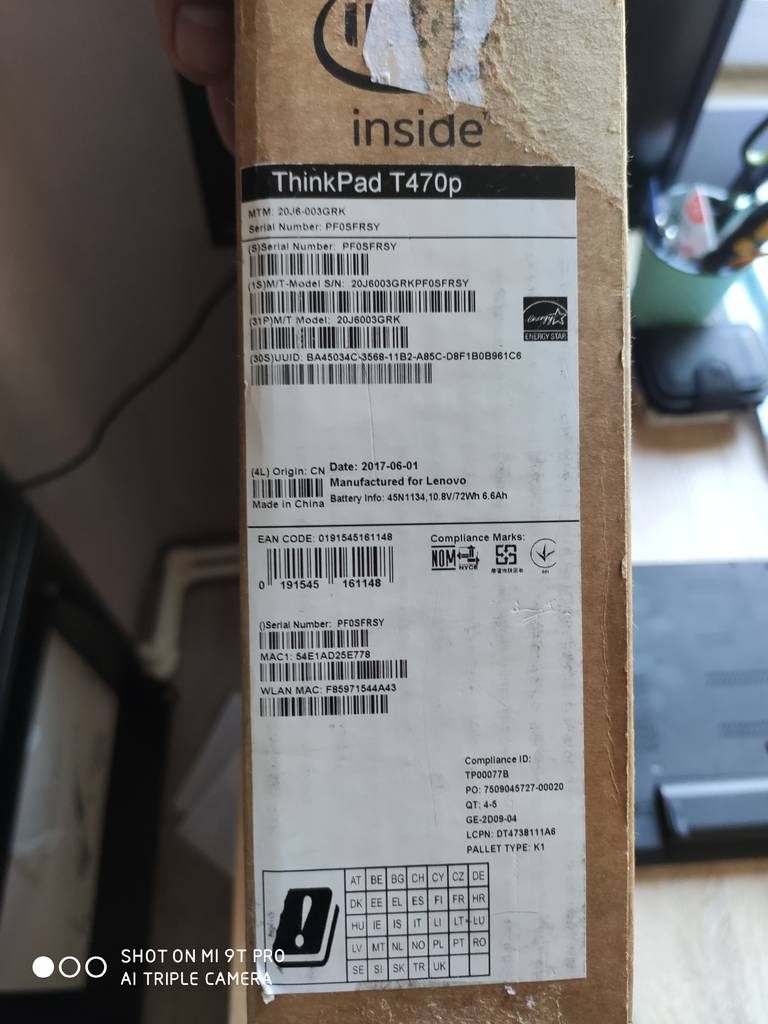 inside
ThinkPad T470p
MTM: 20J6-003GRK
Serial Number: PF0SFRSY
(S)Serial Number: PF0SFRSY
(1S)M/T-Model S/N: 20J6003GRKPF0SFRSY
(31P)M/T Model: 20J6003GRK
energy
ENERGY STAR
(30S)UUID: BA45034C-3568-11B2-A85C-D8F1B0B961C6
(4L) Origin: CN
Made in China
Date: 2017-06-01
Manufactured for Lenovo
Battery Info: 45N1134,10.8V/72Wh 6.6Ah
EAN CODE: 0191545161148
0 191545 161148
Compliance Marks:
NOM NYCE
()Serial Number: PF0SFRSY
MAC1: 54E1AD25E778
WLAN MAC: F85971544A43
Compliance ID:
TP00077B
PO: 7509045727-00020
QT: 4-5
GE-2D09-04
LCPN: DT4738111A6
PALLET TYPE: K1
AT BE BG CH CY CZ DE
DK EE EL ES FI FR HR
HU IE IS IT LI LT LU
LV MT NL NO PL PT RO
SE SI SK TR UK
SHOT ON MI 9T PRO
AI TRIPLE CAMERA